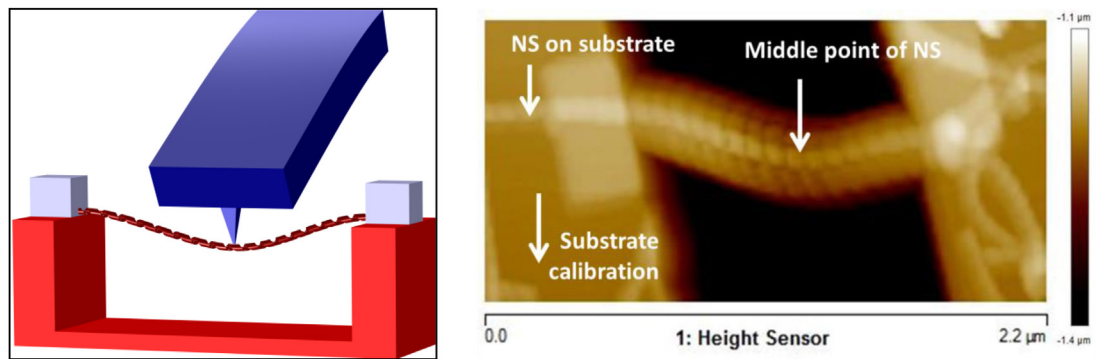 NS on substrate
Middle point of NS
Substrate
calibration
-1.1 µm
-1.4 µm
0.0
1: Height Sensor
2.2 µm